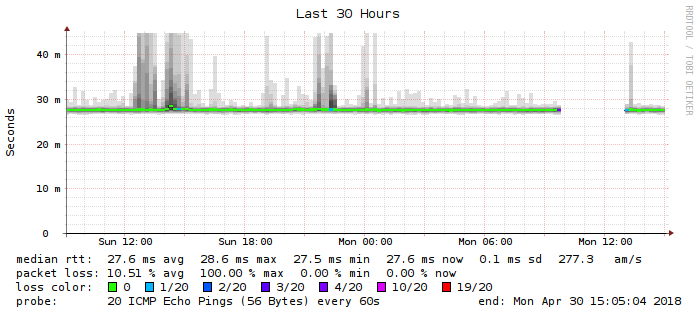 Last 30 Hours
RRDTOOL / TOBI OETIKER
Seconds
40 m
30 m
20 m
10 m
0
Sun 12:00 Sun 18:00 Mon 00:00 Mon 06:00 Mon 12:00
median rtt: 27.6 ms avg 28.6 ms max 27.5 ms min 27.6 ms now 0.1 ms sd 277.3 am/s
packet loss: 10.51 % avg 100.00 % max 0.00 % min 0.00 % now
loss color: 0 1/20 2/20 3/20 4/20 10/20 19/20
probe: 20 ICMP Echo Pings (56 Bytes) every 60s end: Mon Apr 30 15:05:04 2018